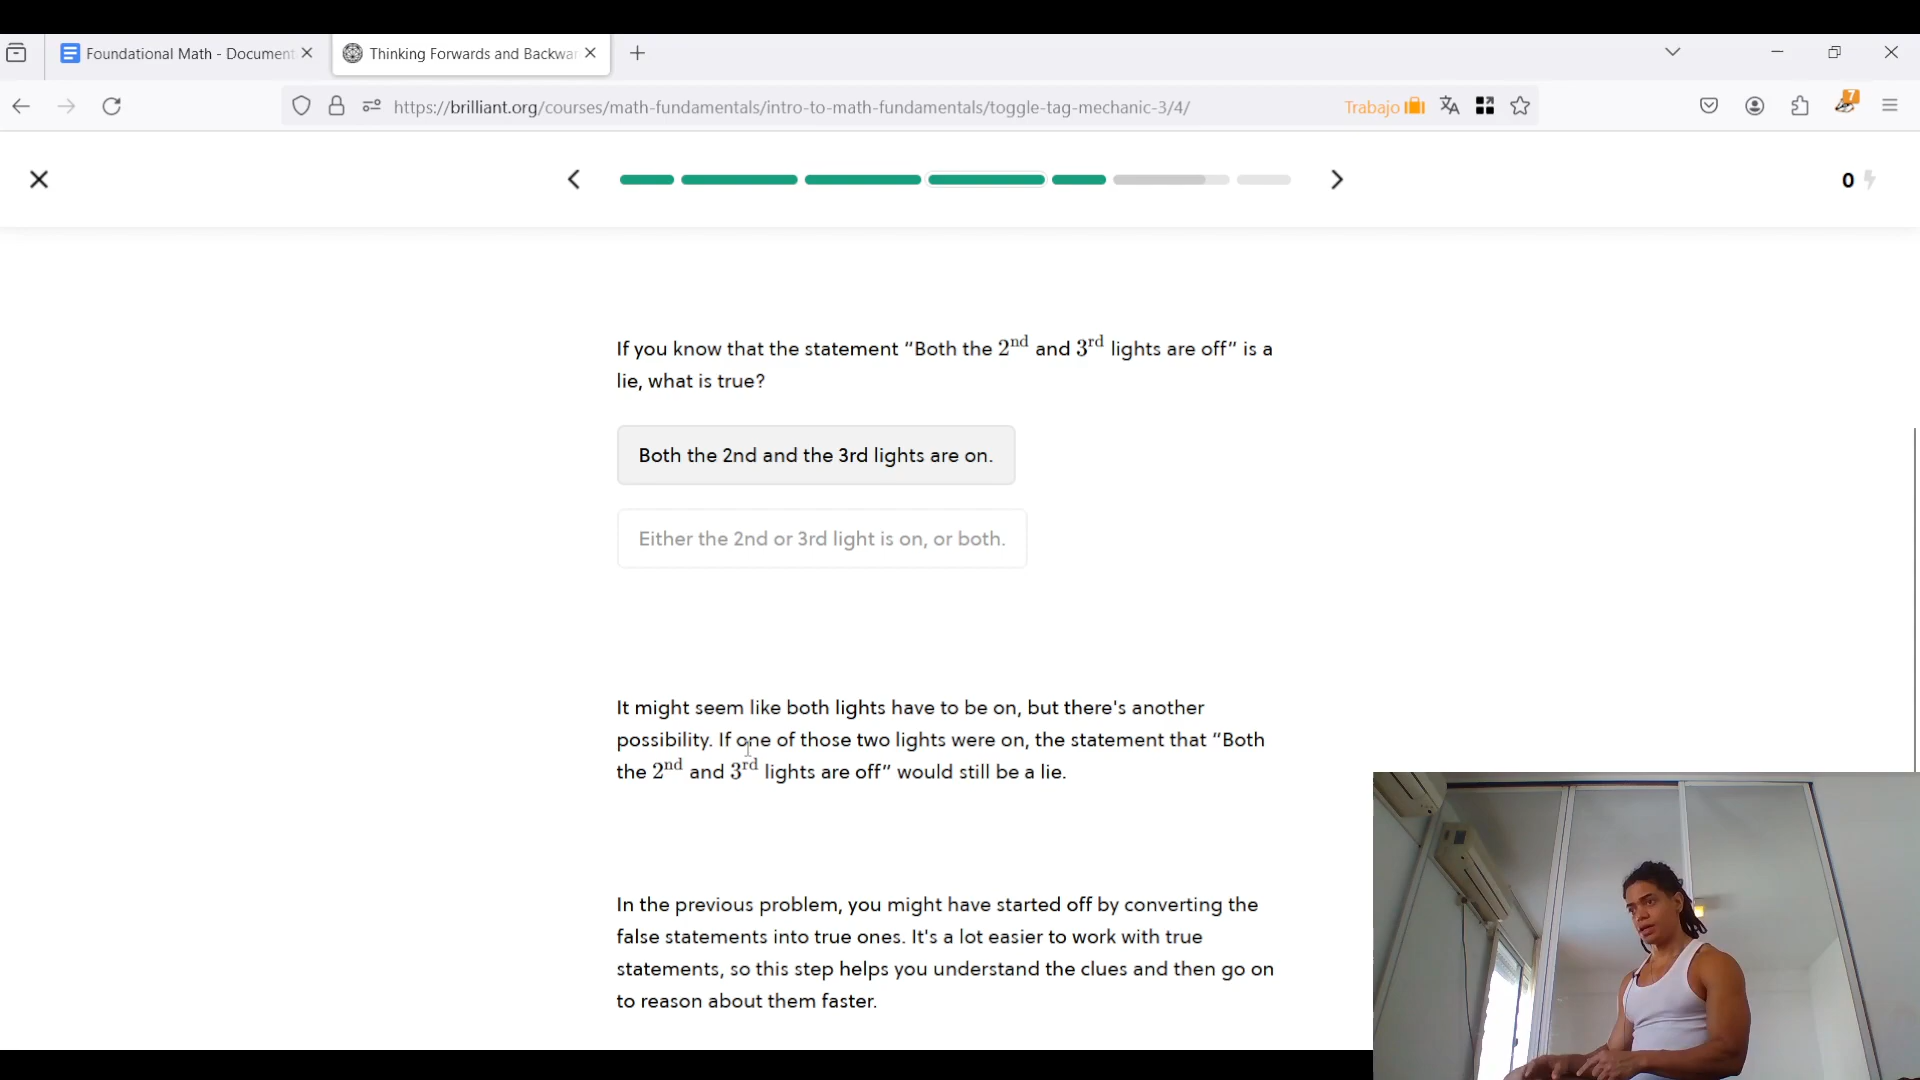 Foundational Math - Document
Thinking Forwards and Backwar
https://brilliant.org/courses/math-fundamentals/intro-to-math-fundamentals/toggle-tag-mechanic-3/4/
Trabajo
7
0
If you know that the statement “Both the 2nd and 3rd lights are off” is a
lie, what is true?
Both the 2nd and the 3rd lights are on.
Either the 2nd or 3rd light is on, or both.
It might seem like both lights have to be on, but there's another
possibility. If one of those two lights were on, the statement that “Both
the 2nd and 3rd lights are off” would still be a lie.
In the previous problem, you might have started off by converting the
false statements into true ones. It's a lot easier to work with true
statements, so this step helps you understand the clues and then go on
to reason about them faster.